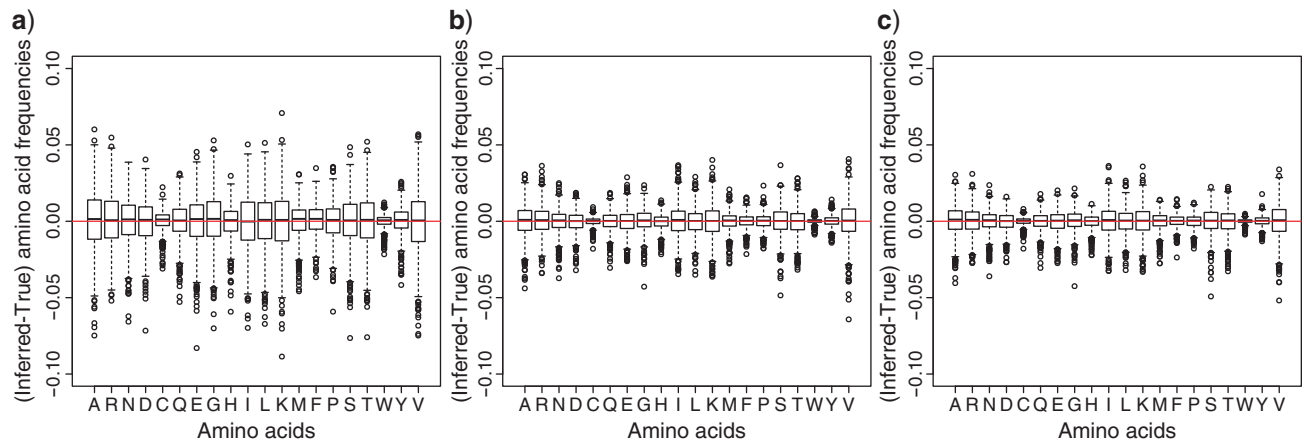 a) b) c)
(Inferred-True) amino acid frequencies
0.10
0.05
0.00
−0.05
−0.10
A R N D C Q E G H I L K M F P S T W Y V
Amino acids
(Inferred-True) amino acid frequencies
0.10
0.05
0.00
−0.05
−0.10
A R N D C Q E G H I L K M F P S T W Y V
Amino acids
(Inferred-True) amino acid frequencies
0.10
0.05
0.00
−0.05
−0.10
A R N D C Q E G H I L K M F P S T W Y V
Amino acids